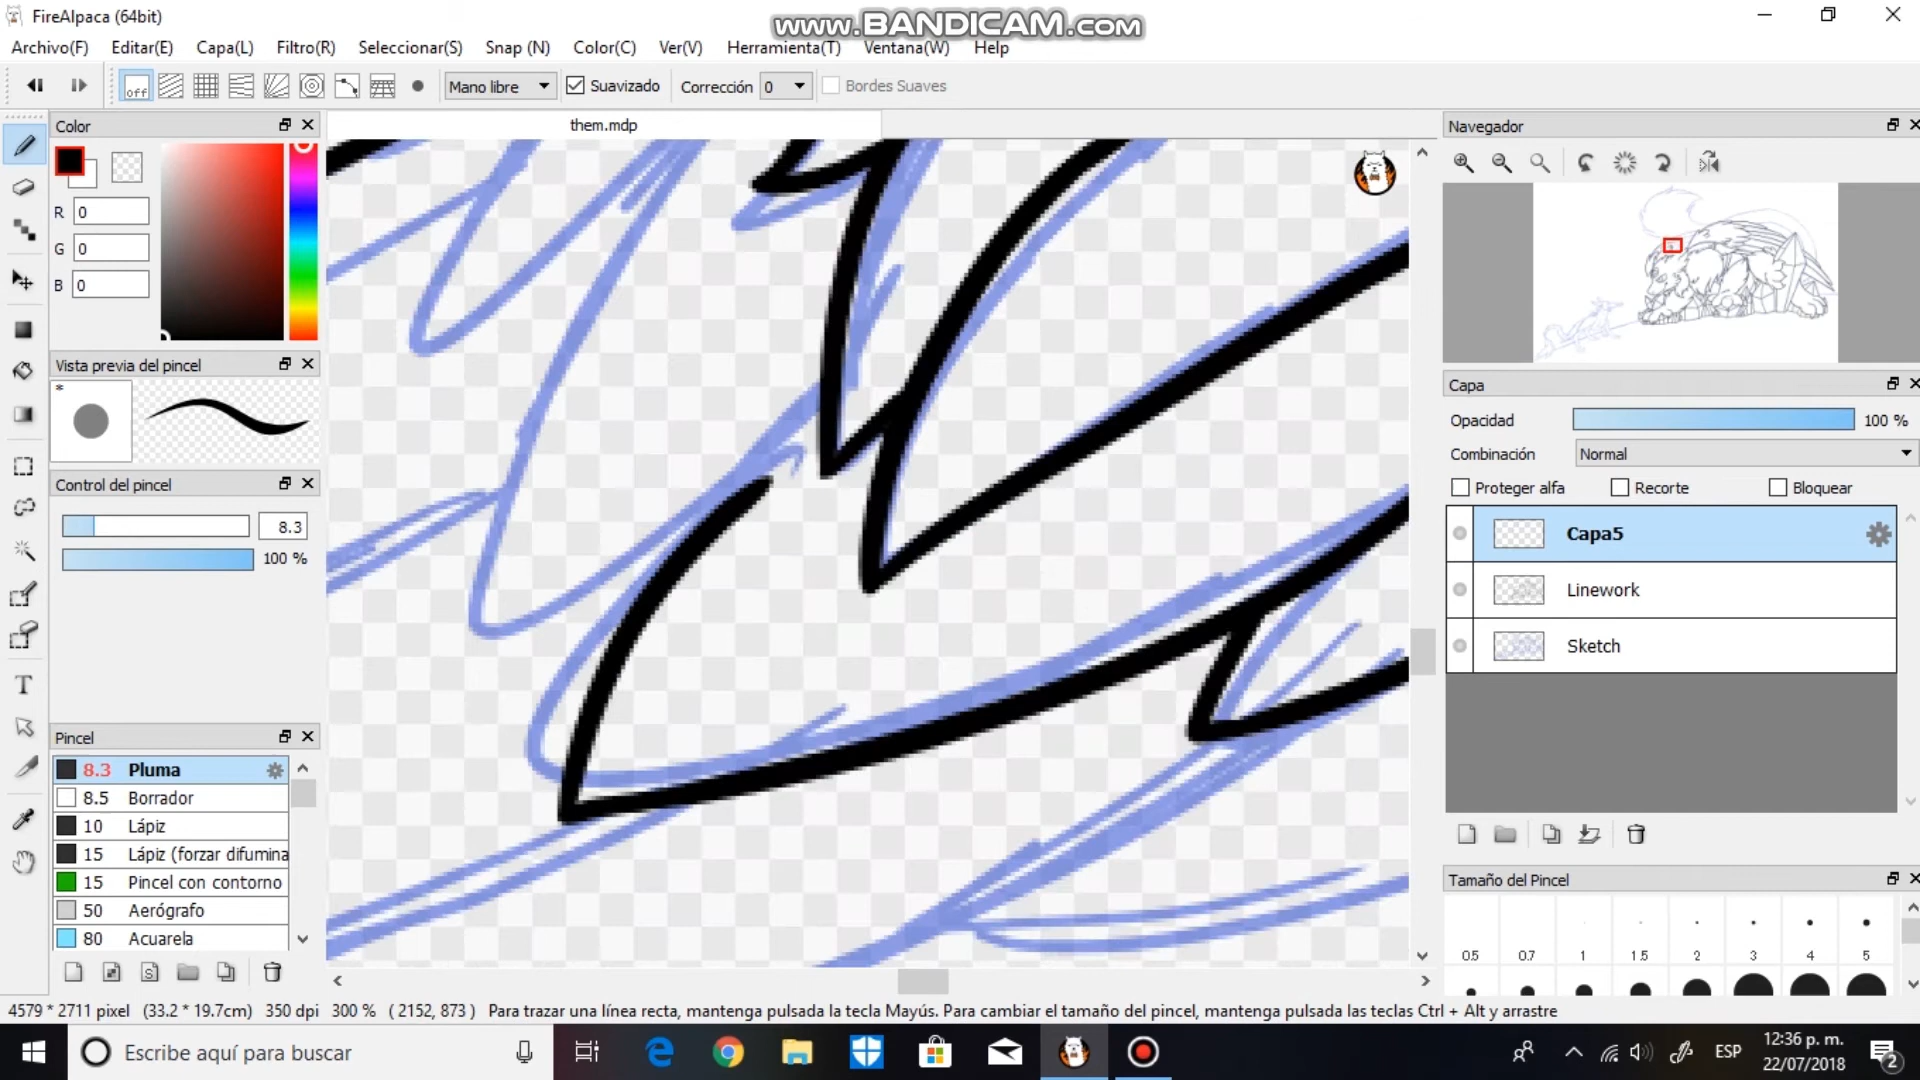 FireAlpaca (64bit)
www.BANDICAM.com
Archivo(F) Editar(E) Capa(L) Filtro(R) Seleccionar(S) Snap (N) Color(C) Ver(V) Herramienta(T) Ventana(W) Help
off Mano libre Suavizado Corrección 0 Bordes Suaves
Color
them.mdp
Navegador
R 0
G 0
B 0
Vista previa del pincel
*
Capa
Opacidad 100 %
Combinación Normal
Control del pincel
Proteger alfa Recorte Bloquear
8.3
100 %
Capa5
Linework
Sketch
T
Pincel
8.3 Pluma
8.5 Borrador
10 Lápiz
15 Lápiz (forzar difumina
15 Pincel con contorno
50 Aerógrafo
80 Acuarela
S
Tamaño del Pincel
0.5 0.7 1 1.5 2 3 4 5
4579 * 2711 pixel (33.2 * 19.7cm) 350 dpi 300 % ( 2152, 873 ) Para trazar una línea recta, mantenga pulsada la tecla Mayús. Para cambiar el tamaño del pincel, mantenga pulsada las teclas Ctrl + Alt y arrastre
Escribe aquí para buscar
ESP
12:36 p. m.
22/07/2018
2